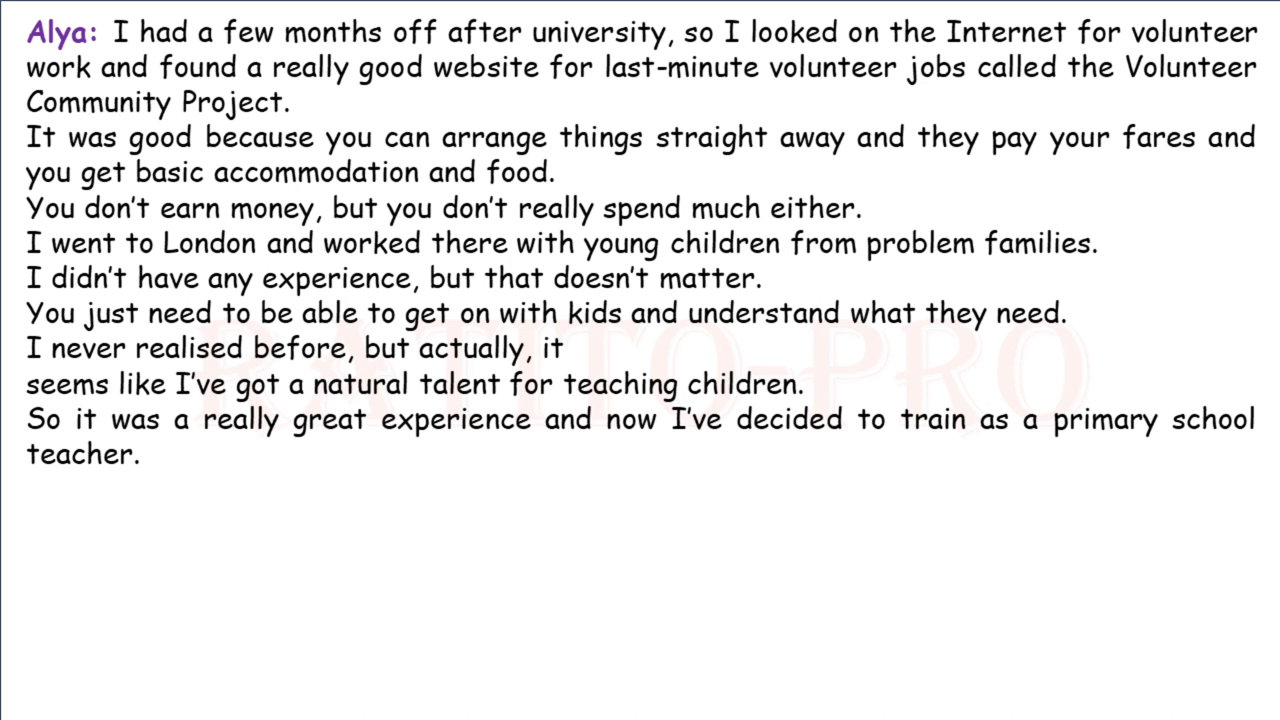 Alya: I had a few months off after university, so I looked on the Internet for volunteer
work and found a really good website for last-minute volunteer jobs called the Volunteer
Community Project.
It was good because you can arrange things straight away and they pay your fares and
you get basic accommodation and food.
You don’t earn money, but you don’t really spend much either.
I went to London and worked there with young children from problem families.
I didn’t have any experience, but that doesn’t matter.
You just need to be able to get on with kids and understand what they need.
I never realised before, but actually, it
seems like I’ve got a natural talent for teaching children.
So it was a really great experience and now I’ve decided to train as a primary school
teacher.
RATITO-PRO